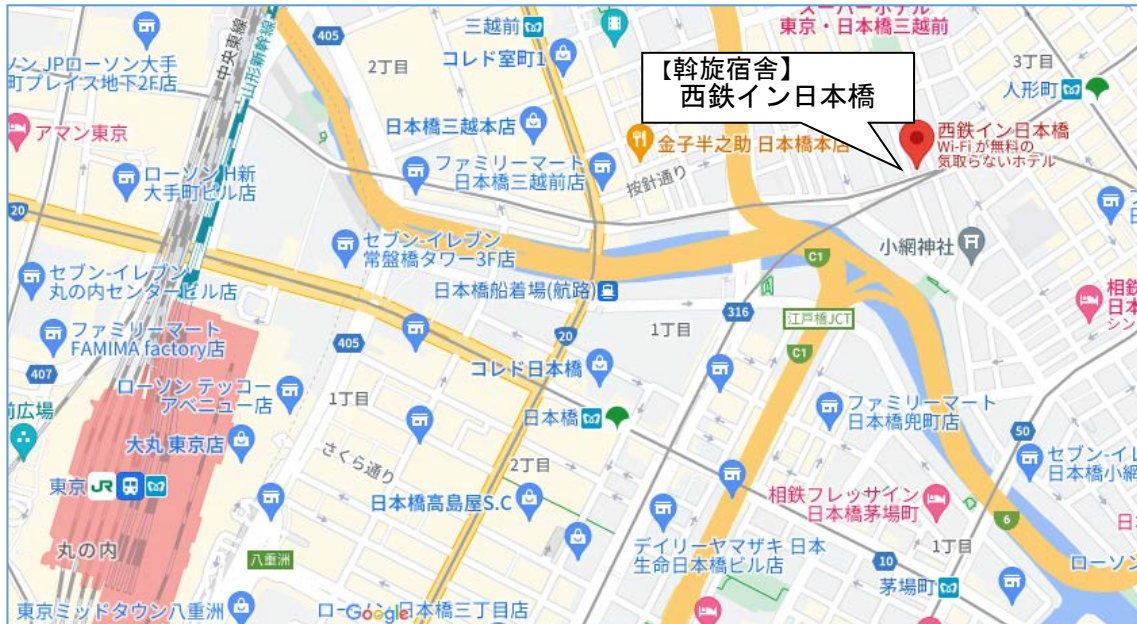 405
三越前
スーパーホテル
東京・日本橋三越前
2丁目
コレド室町1
3丁目
人形町
ソン JPローソン大手
町プレイス地下2F店
中央東線
山形新幹線
【斡旋宿舎】
西鉄イン日本橋
アマン東京
日本橋三越本店
金子半之助 日本橋本店
西鉄イン日本橋
Wi-Fi が無料の
気取らないホテル
ローソン H新
大手町ビル店
ファミリーマート
日本橋三越前店
按針通り
20
セブン-イレブン
常盤橋タワー3F店
小網神社
C1
セブン-イレブン
丸の内センタービル店
日本橋船着場(航路)
316
江戸橋JCT
相鉄
日本
シン
ファミリーマート
FAMIMA factory店
405
20
1丁目
C1
407
コレド日本橋
ローソン テッコー
アベニュー店
1丁目
前広場
日本橋
ファミリーマート
日本橋兜町店
50
大丸 東京店
さくら通り
2丁目
セブン-イレ
日本橋小網
東京
JR
日本橋高島屋S.C
相鉄フレッサイン
日本橋茅場町
6
丸の内
八重洲
デイリーヤマザキ 日本
生命日本橋ビル店
1丁目
10
ローソン
茅場町
東京ミッドタウン八重洲
日本橋三丁目店
Google